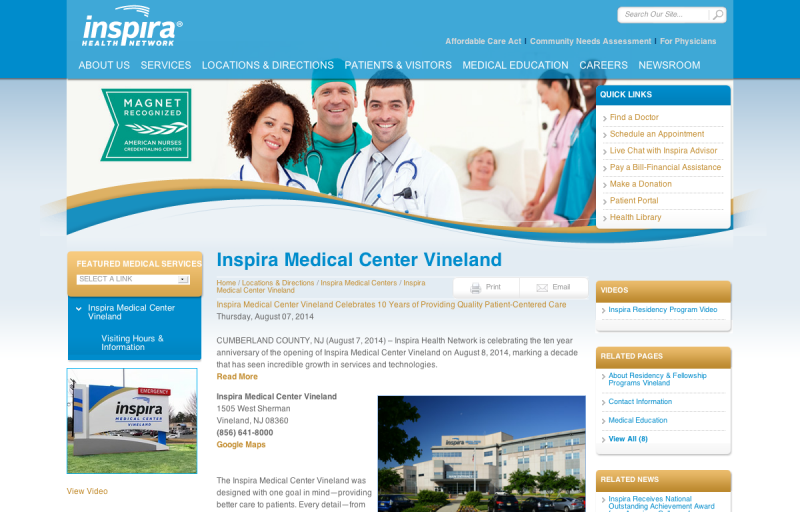 inspira®
HEALTH NETWORK
Search Our Site...
Affordable Care Act | Community Needs Assessment | For Physicians
ABOUT US SERVICES LOCATIONS & DIRECTIONS PATIENTS & VISITORS MEDICAL EDUCATION CAREERS NEWSROOM
MAGNET
RECOGNIZED
AMERICAN NURSES
CREDENTIALING CENTER
QUICK LINKS
Find a Doctor
Schedule an Appointment
Live Chat with Inspira Advisor
Pay a Bill-Financial Assistance
Make a Donation
Patient Portal
Health Library
FEATURED MEDICAL SERVICES
SELECT A LINK
Inspira Medical Center
Vineland
Visiting Hours &
Information
EMERGENCY
inspira
MEDICAL CENTER
VINELAND
View Video
Inspira Medical Center Vineland
Home / Locations & Directions / Inspira Medical Centers / Inspira
Medical Center Vineland
Print
Email
Inspira Medical Center Vineland Celebrates 10 Years of Providing Quality Patient-Centered Care
Thursday, August 07, 2014
CUMBERLAND COUNTY, NJ (August 7, 2014) – Inspira Health Network is celebrating the ten year
anniversary of the opening of Inspira Medical Center Vineland on August 8, 2014, marking a decade
that has seen incredible growth in services and technologies.
Read More
Inspira Medical Center Vineland
1505 West Sherman
Vineland, NJ 08360
(856) 641-8000
Google Maps
inspira
The Inspira Medical Center Vineland was
designed with one goal in mind—providing
better care to patients. Every detail—from
VIDEOS
Inspira Residency Program Video
RELATED PAGES
About Residency & Fellowship
Programs Vineland
Contact Information
Medical Education
View All (8)
RELATED NEWS
Inspira Receives National
Outstanding Achievement Award